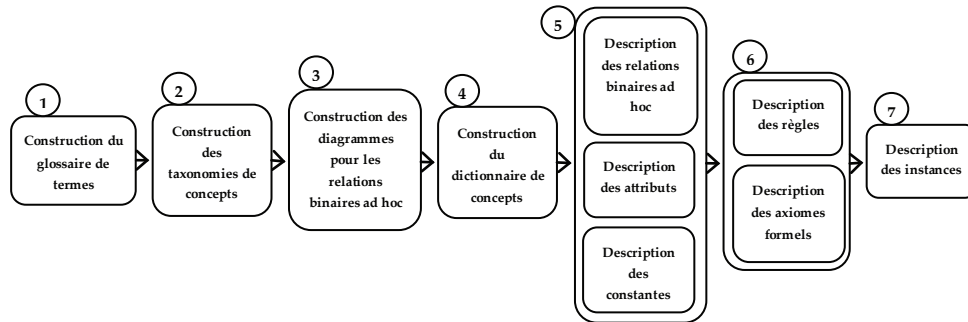 1
Construction du
glossaire de
termes
2
Construction
des
taxonomies de
concepts
3
Construction des
diagrammes
pour les
relations
binaires ad hoc
4
Construction
du
dictionnaire de
concepts
5
Description
des relations
binaires ad
hoc
Description
des attributs
Description
des
constantes
6
Description
des règles
Description
des axiomes
formels
7
Description
des instances